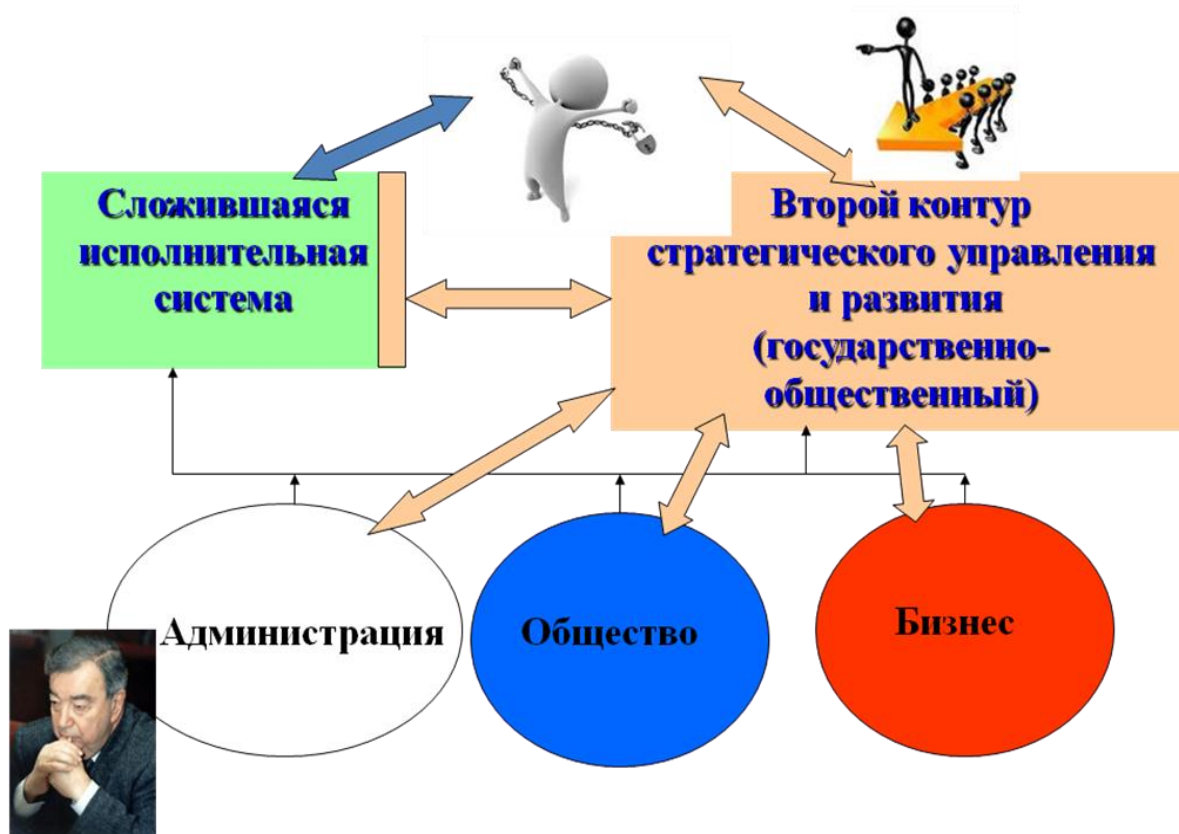 Сложившаяся
исполнительная
система
Второй контур
стратегического управления
и развития
(государственно-
общественный)
Администрация
Общество
Бизнес